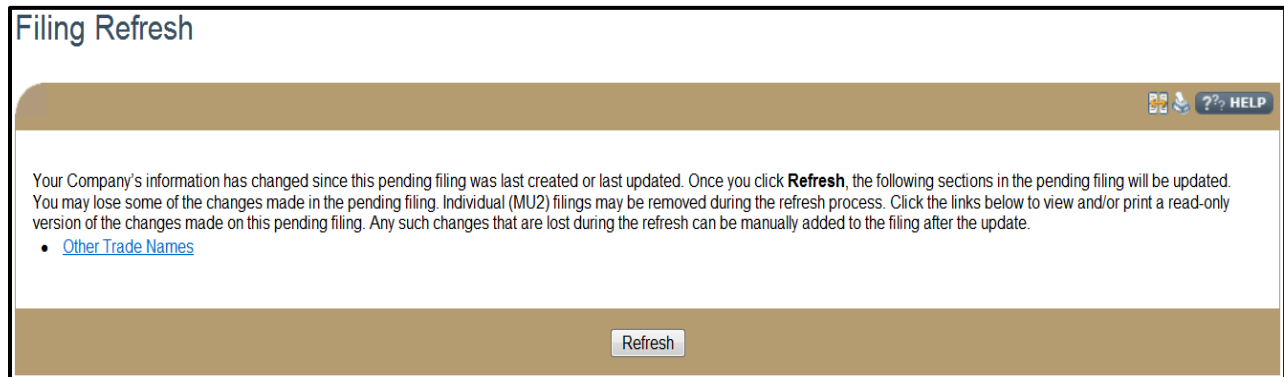 Filing Refresh
??? HELP
Your Company's information has changed since this pending filing was last created or last updated. Once you click Refresh, the following sections in the pending filing will be updated.
You may lose some of the changes made in the pending filing. Individual (MU2) filings may be removed during the refresh process. Click the links below to view and/or print a read-only
version of the changes made on this pending filing. Any such changes that are lost during the refresh can be manually added to the filing after the update.
• Other Trade Names
Refresh